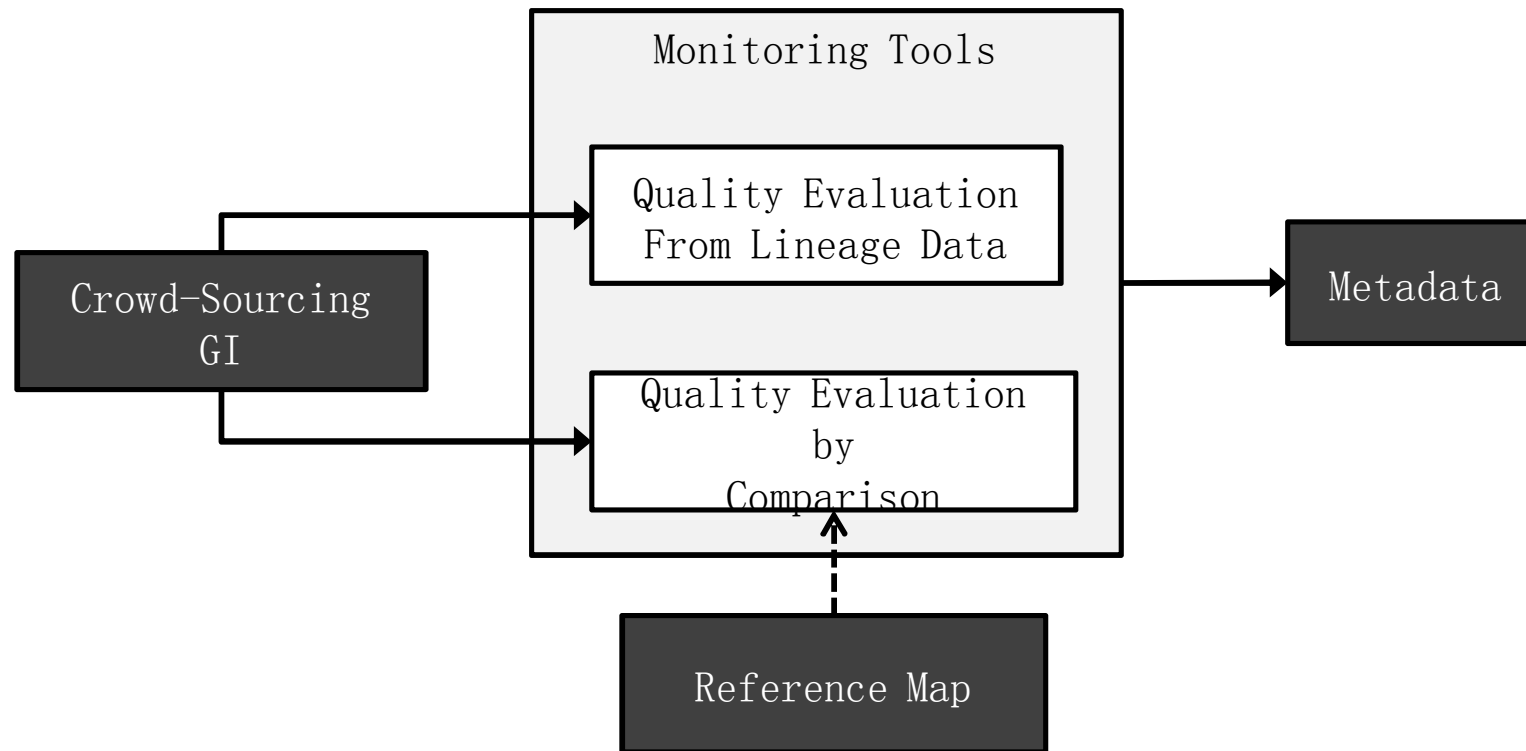 Monitoring Tools
Quality Evaluation
From Lineage Data
Crowd-Sourcing
GI
Metadata
Quality Evaluation
by
Comparison
Reference Map